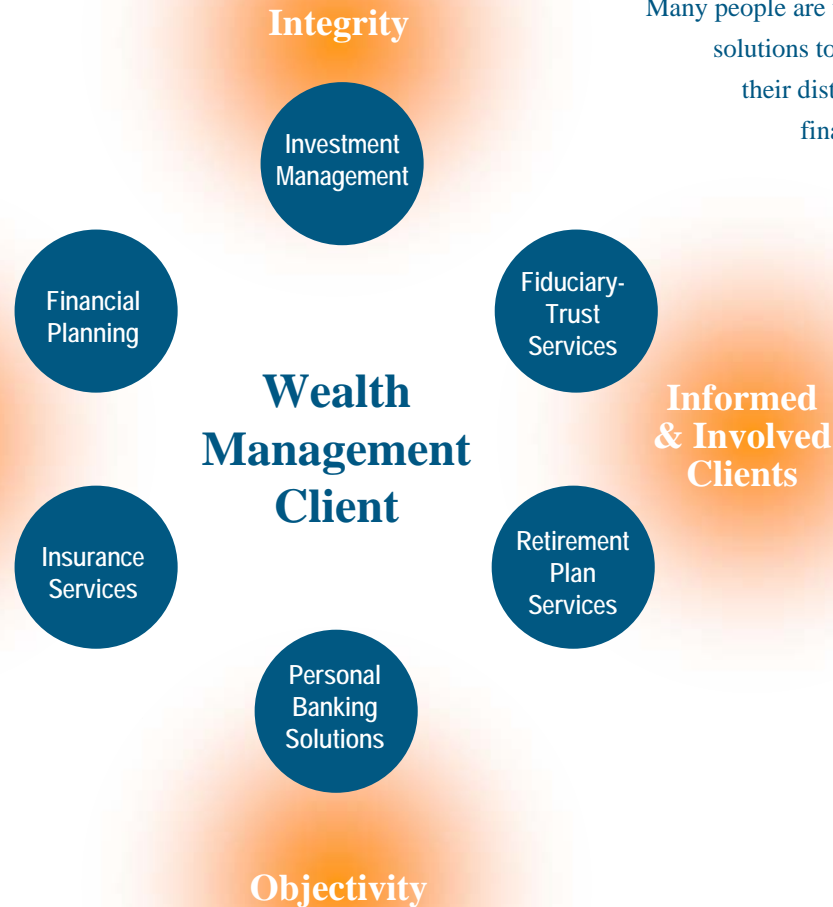 Integrity
Many people are
solutions to
their dist
fina
Investment
Management
Financial
Planning
Fiduciary-
Trust
Services
Wealth
Management
Client
Informed
& Involved
Clients
Insurance
Services
Retirement
Plan
Services
Personal
Banking
Solutions
Objectivity